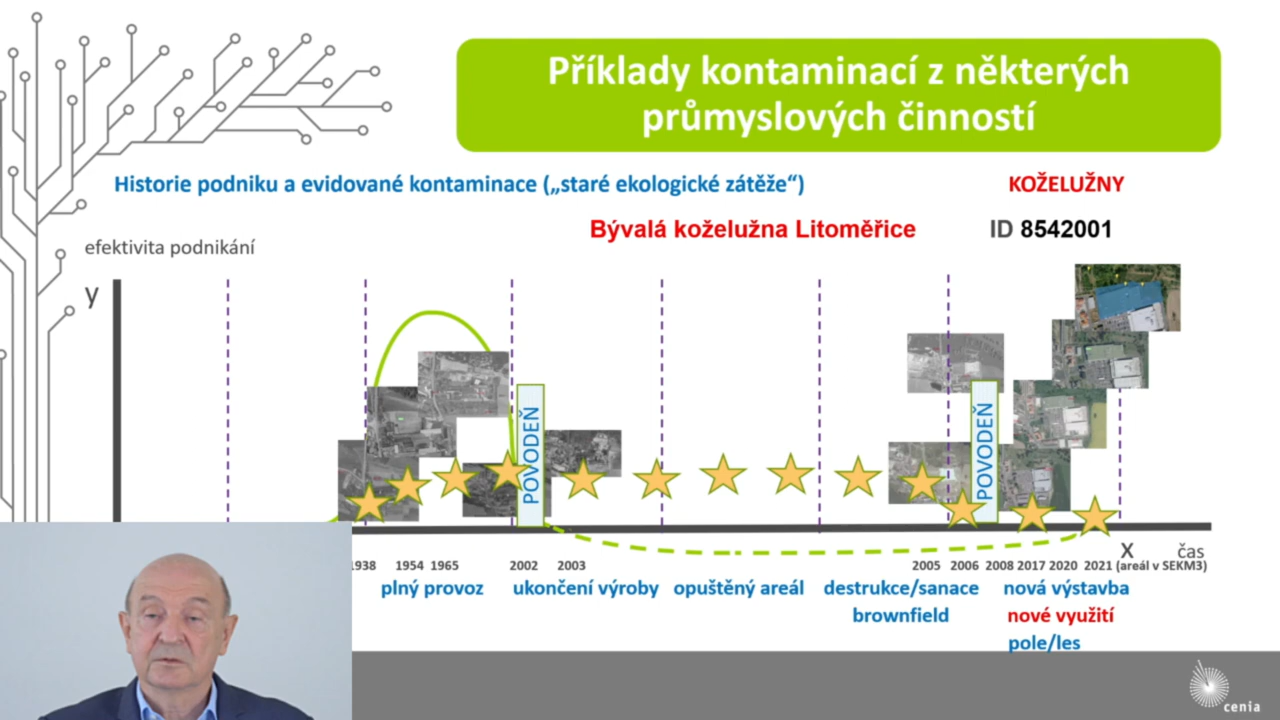 Příklady kontaminací z některých
průmyslových činností
Historie podniku a evidované kontaminace („staré ekologické zátěže“)
KOŽELUŽNY
Bývalá koželužna Litoměřice
ID 8542001
efektivita podnikání
y
POVODEŇ
POVODEŇ
x
čas
1938 1954 1965 2002 2003 2005 2006 2008 2017 2020 2021 (areál v SEKM3)
plný provoz ukončení výroby opuštěný areál destrukce/sanace nová výstavba
brownfield nové využití
pole/les
cenia